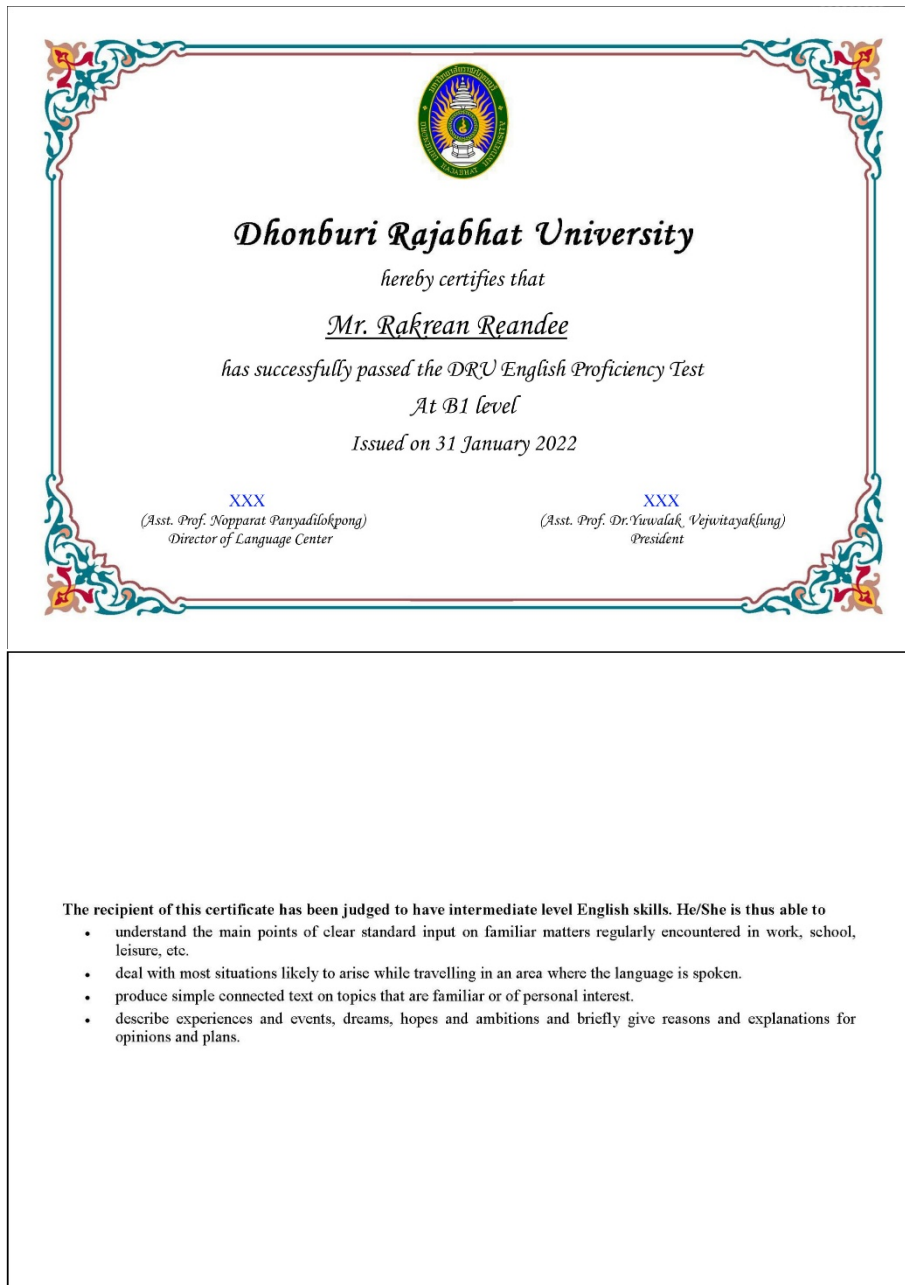 Dhonburi Rajabhat University
hereby certifies that
Mr. Rakrean Reandee
has successfully passed the DRU English Proficiency Test
At B1 level
Issued on 31 January 2022
XXX
(Asst. Prof. Nopparat Panyadilokpong)
Director of Language Center
XXX
(Asst. Prof. Dr.Yuwalak Vejwitayaklung)
President
The recipient of this certificate has been judged to have intermediate level English skills. He/She is thus able to
• understand the main points of clear standard input on familiar matters regularly encountered in work, school,
leisure, etc.
• deal with most situations likely to arise while travelling in an area where the language is spoken.
• produce simple connected text on topics that are familiar or of personal interest.
• describe experiences and events, dreams, hopes and ambitions and briefly give reasons and explanations for
opinions and plans.